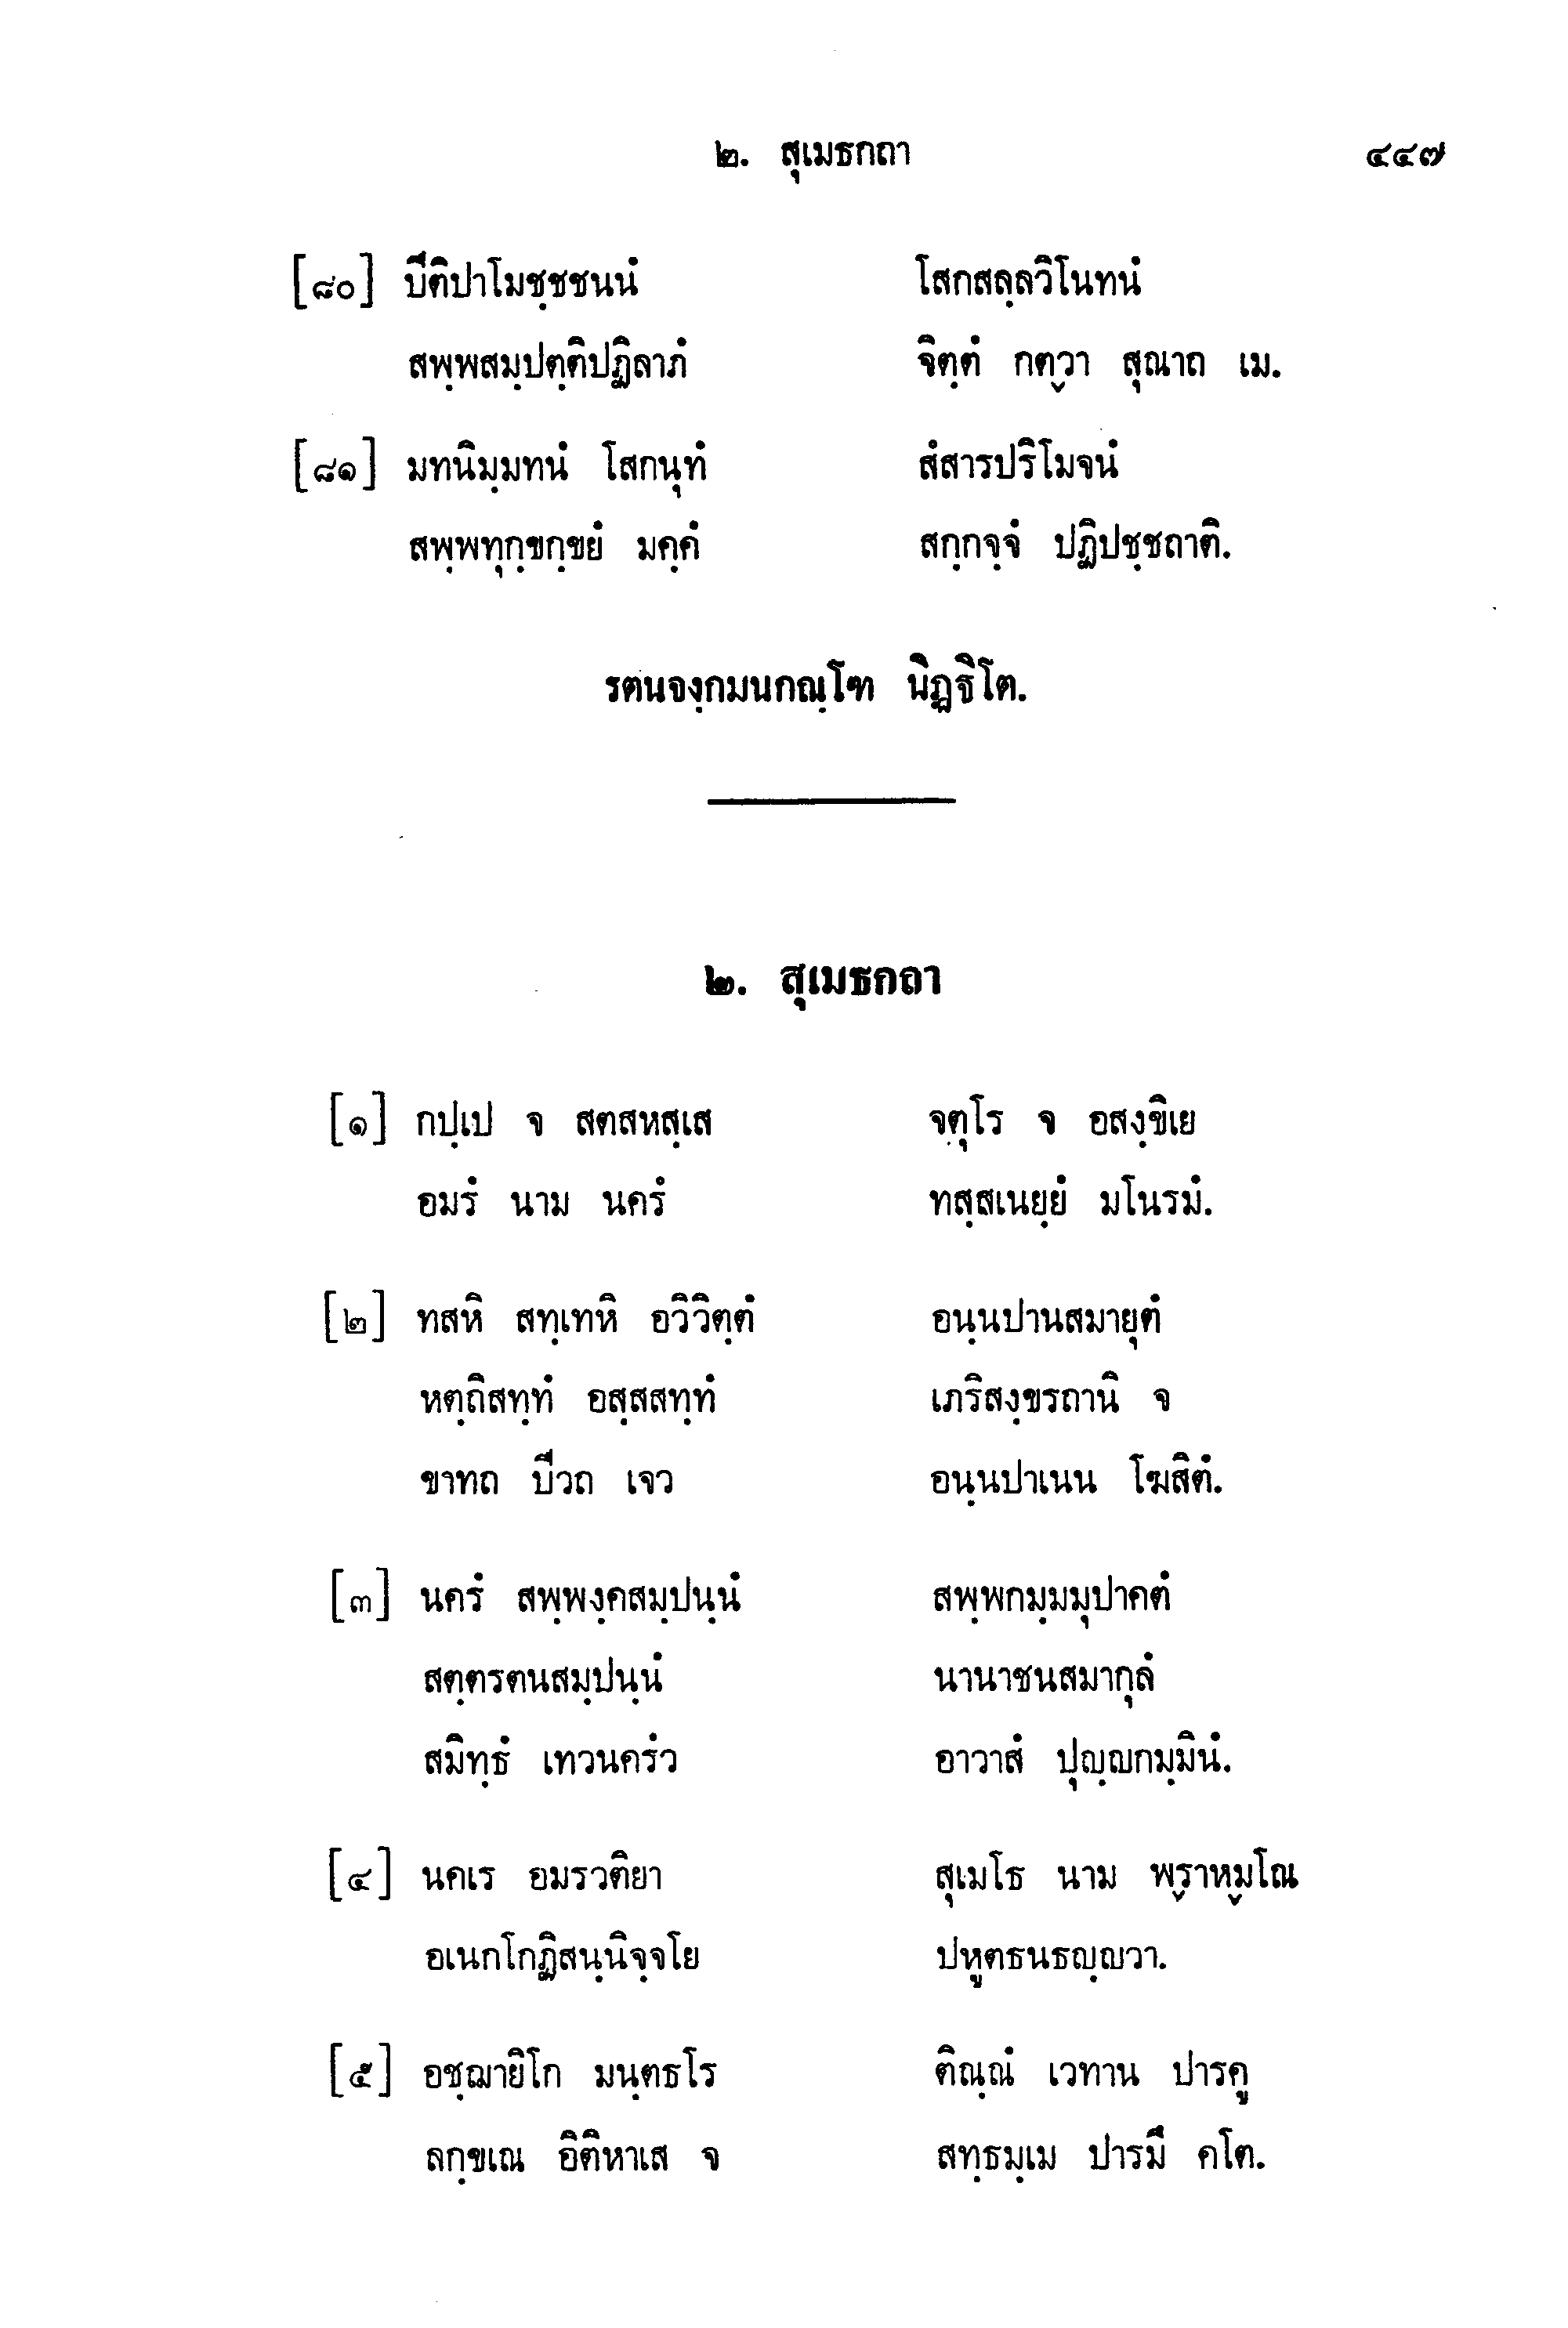 ๒. สุเมธกถา ๔๔๗
[๘๐] ปีติปาโมชฺชชนนํ โสกสลฺลวิโนทนํ
สพฺพสมฺปตฺติปฏิลาภํ จิตฺตํ กตฺวา สุณาถ เม.
[๘๑] มทนิมฺมทนํ โสกนุทํ สํสารปริโมจนํ
สพฺพทุกฺขกฺขยํ มคฺคํ สกฺกจฺจํ ปฏิปชฺชถาติ.
รตนจงฺกมนกณฺโฑ นิฏฺฐิโต.
๒. สุเมธกถา
[๑] กปฺเป จ สตสหสฺเส จตุโร จ อสงฺขิเย
อมรํ นาม นครํ ทสฺสเนยฺยํ มโนรมํ.
[๒] ทสหิ สทฺเทหิ อวิวิตฺตํ อนฺนปานสมายุตํ
หตฺถิสทฺทํ อสฺสสทฺทํ เภริสงฺขรถานิ จ
ขาทถ ปีวถ เจว อนฺนปาเนน โฆสิตํ.
[๓] นครํ สพฺพงฺคสมฺปนฺนํ สพฺพกมฺมมุปาคตํ
สตฺตรตนสมฺปนฺนํ นานาชนสมากุลํ
สมิทฺธํ เทวนครํว อาวาสํ ปุญฺญกมฺมินํ.
[๔] นคเร อมรวติยา สุเมโธ นาม พฺราหฺมโณ
อเนกโกฏิสนฺนิจฺจโย ปหูตธนธญฺญวา.
[๕] อชฺฌายิโก มนฺตธโร ติณฺณํ เวทาน ปารคู
ลกฺขเณ อิติหาเส จ สทฺธมฺเม ปารมึ คโต.